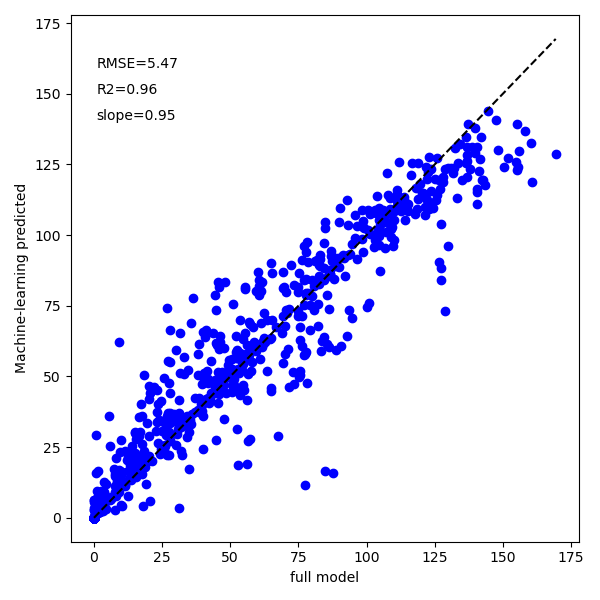 175
150
125
100
75
50
25
0
RMSE=5.47
R2=0.96
slope=0.95
Machine-learning predicted
0 25 50 75 100 125 150 175
full model